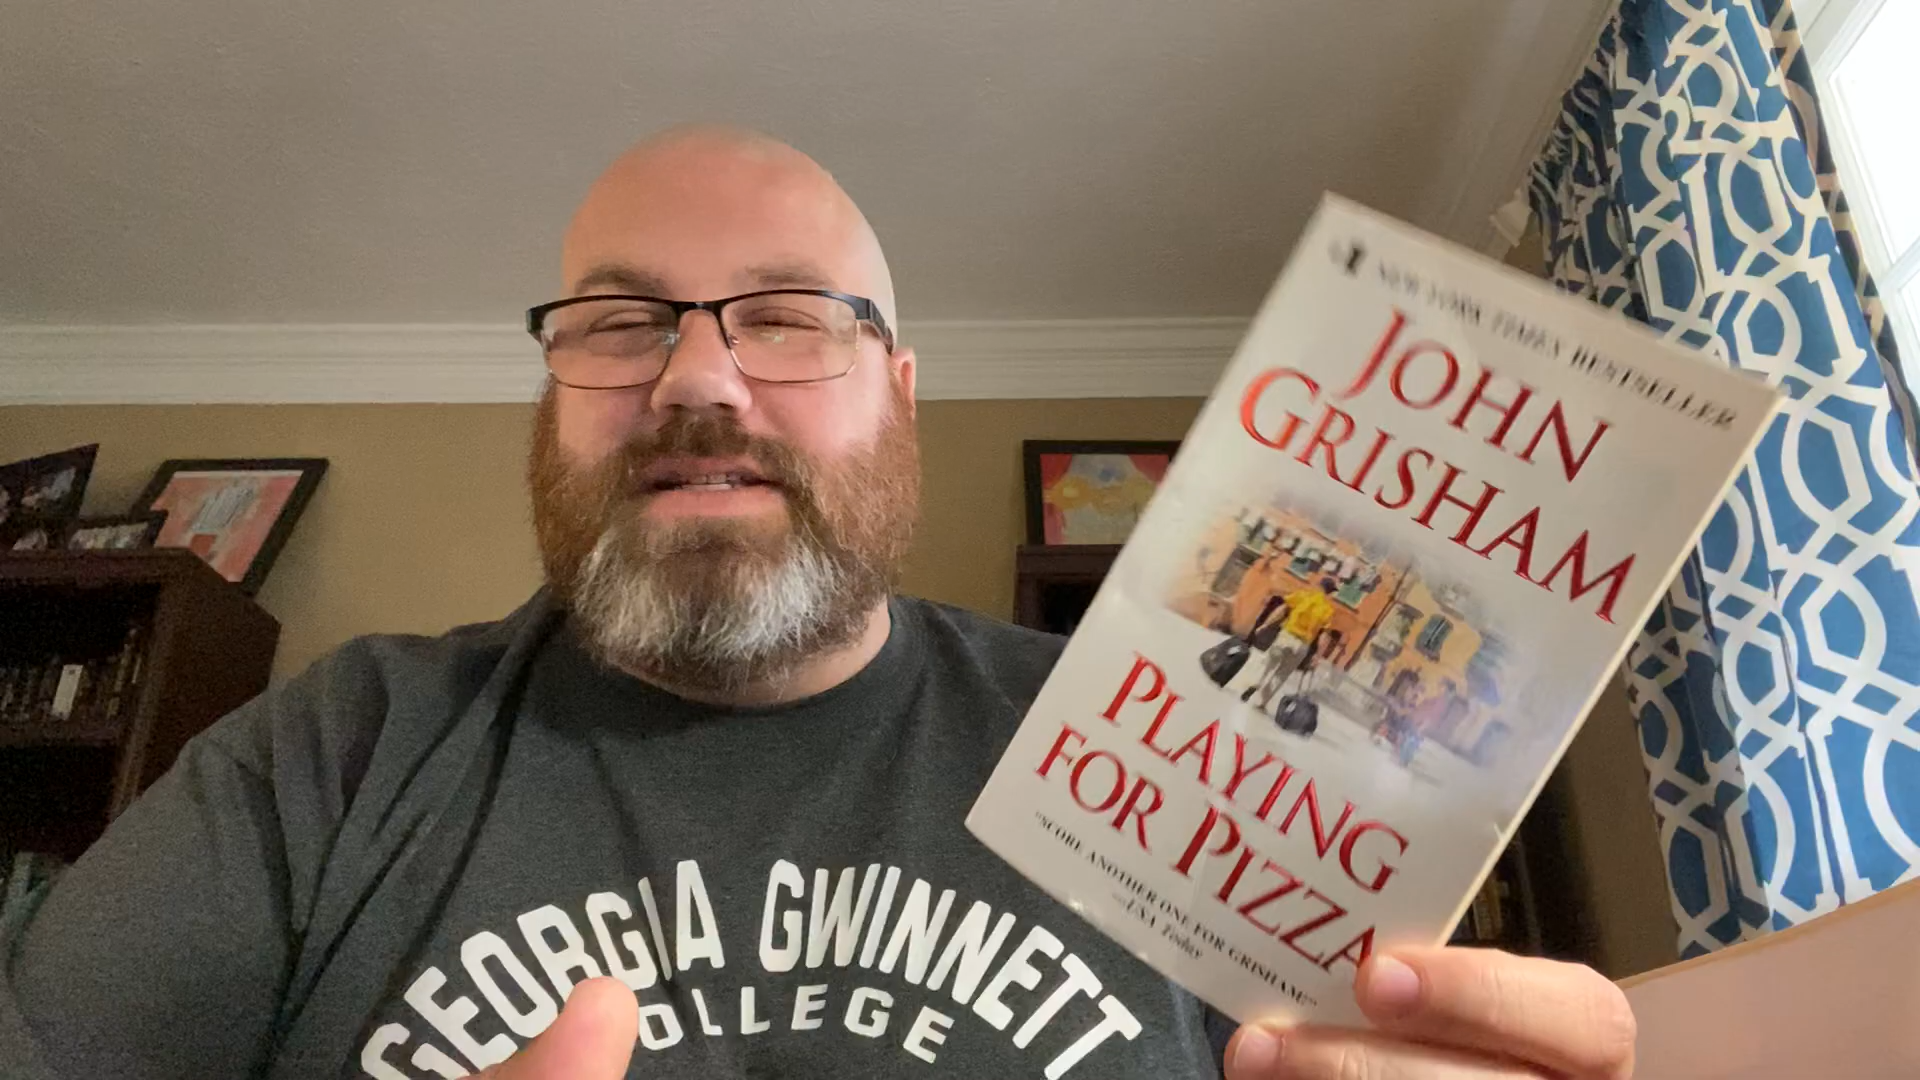 #1 NEW YORK TIMES BESTSELLER
JOHN
GRISHAM
PLAYING
FOR PIZZA
"SCORE ANOTHER ONE FOR GRISHAM!"
—USA Today
GEORGIA GWINNETT
OLLEGE